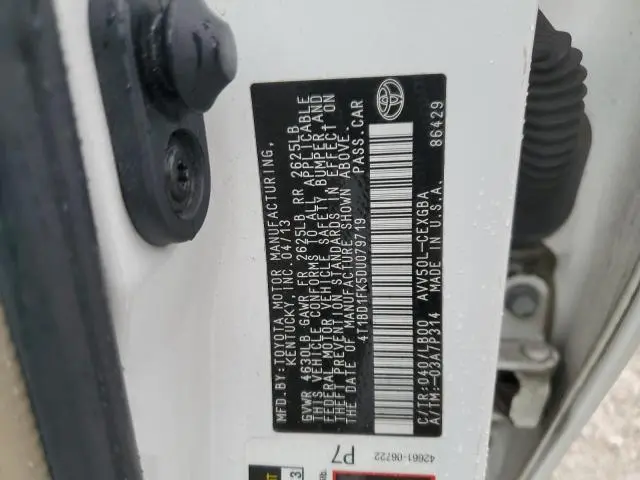 MFD.BY:TOYOTA MOTOR MANUFACTURING,
KENTUCKY, INC. 04/13
GVWR 4630LB GAWR FR 2625LB RR 2625LB
THIS VEHICLE CONFORMS TO ALL APPLICABLE
FEDERAL MOTOR VEHICLE SAFETY BUMPER, AND
THEFT PREVENTION STANDARDS IN EFFECT ON
THE DATE OF MANUFACTURE SHOWN ABOVE.
4T1BD1FK5DU079719 PASS.CAR
C/TR:040/LB00 AVV50L-CEXGBA
A/TM:-03A/P314 86429
42661-06722
P7
3